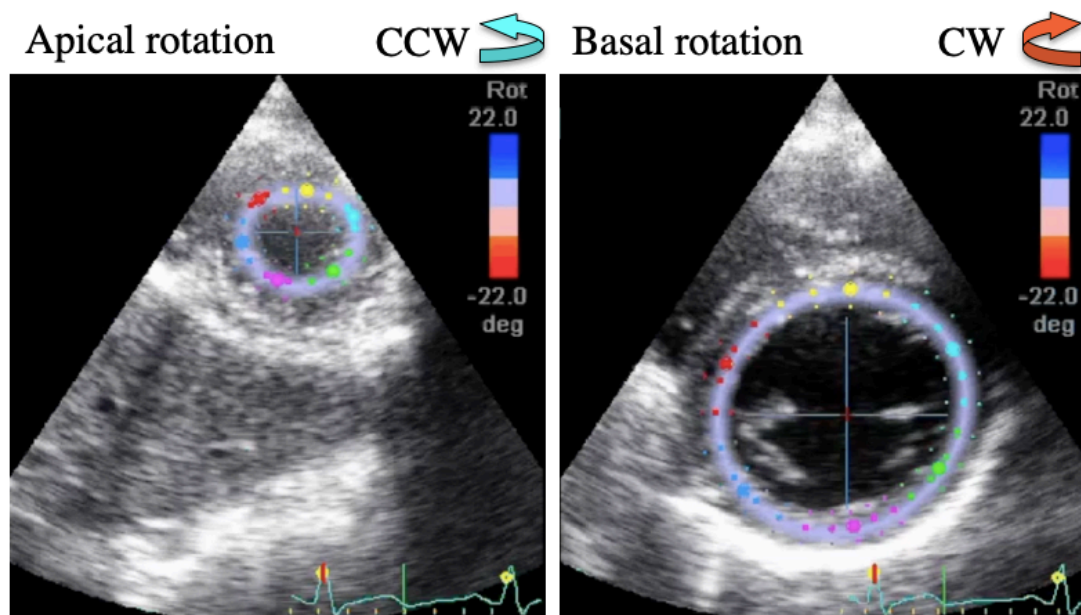 Apical rotation CCW
Basal rotation CW
Rot
22.0
-22.0
deg
Rot
22.0
-22.0
deg